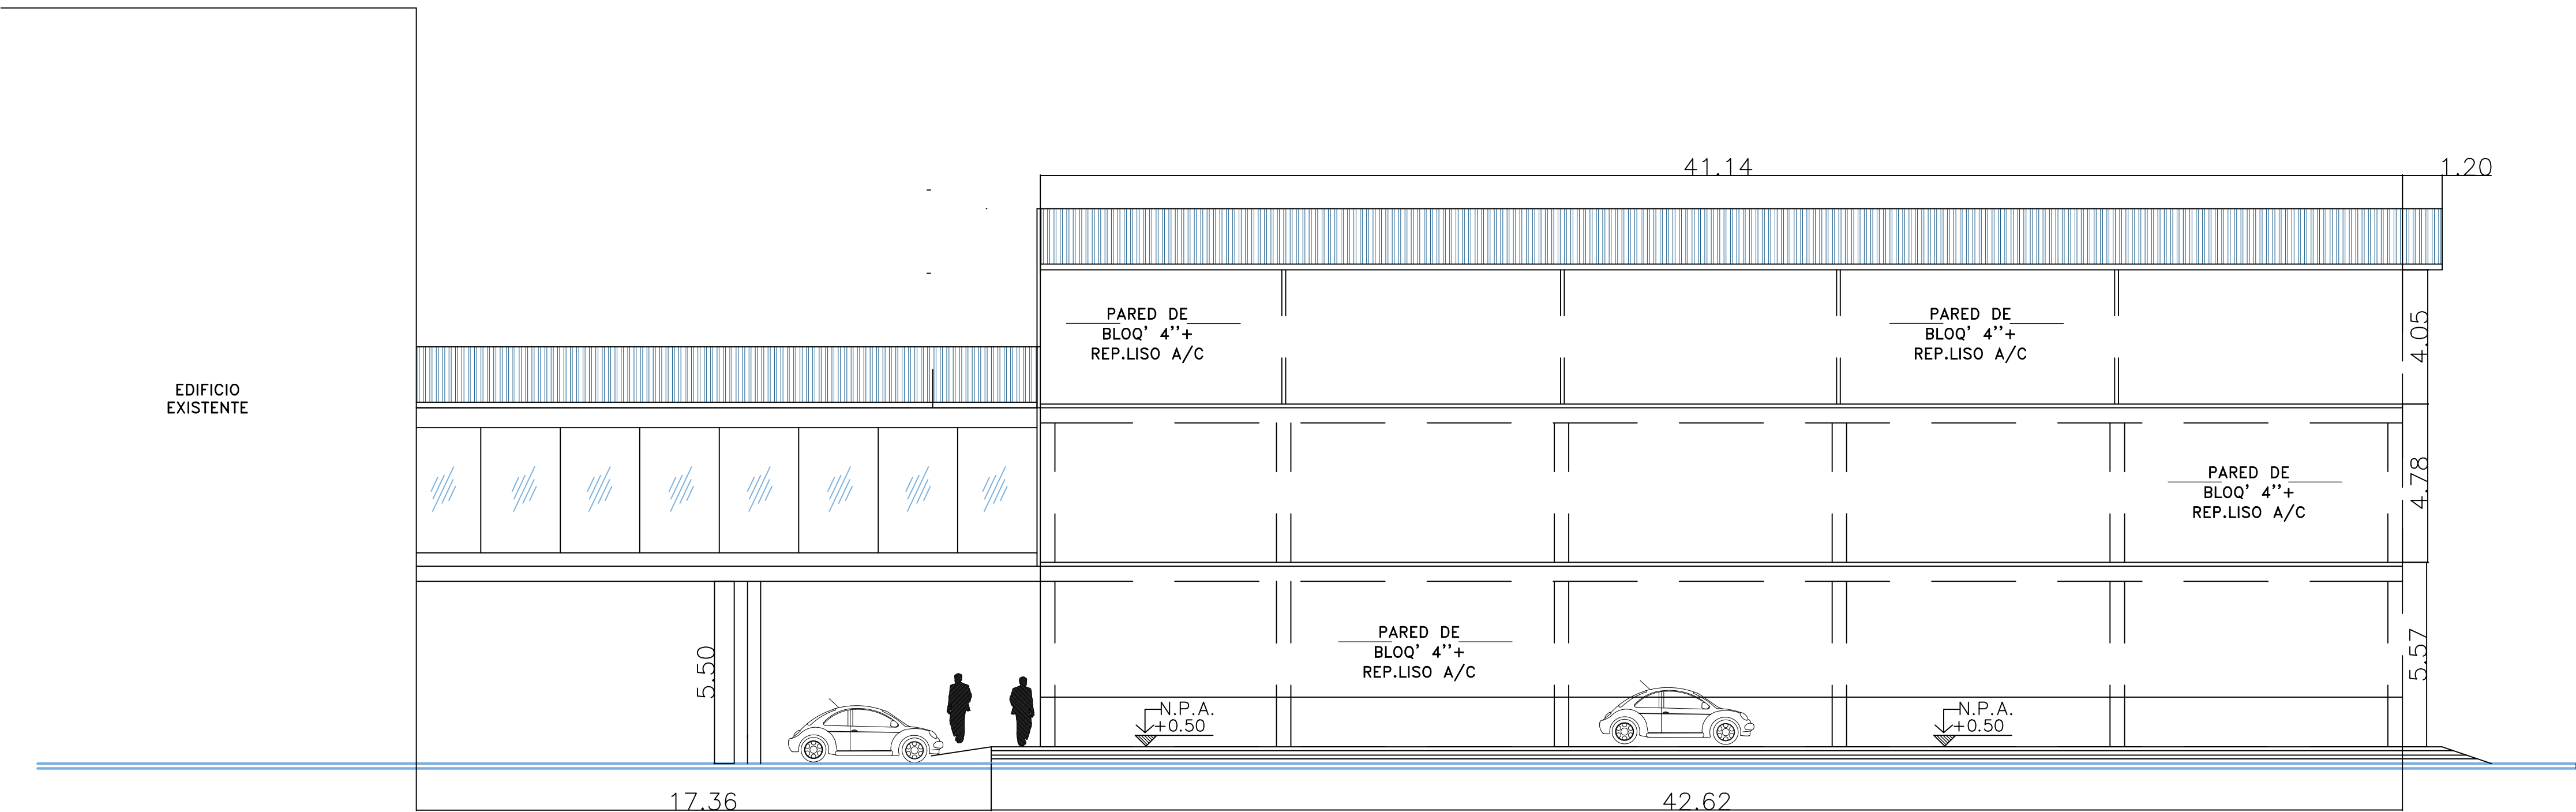 41.14
1.20
PARED DE
BLOQ' 4''+
REP.LISO A/C
PARED DE
BLOQ' 4''+
REP.LISO A/C
4.05
EDIFICIO
EXISTENTE
PARED DE
BLOQ' 4''+
REP.LISO A/C
4.78
PARED DE
BLOQ' 4''+
REP.LISO A/C
5.50
5.57
N.P.A.
+0.50
N.P.A.
+0.50
17.36
42.62